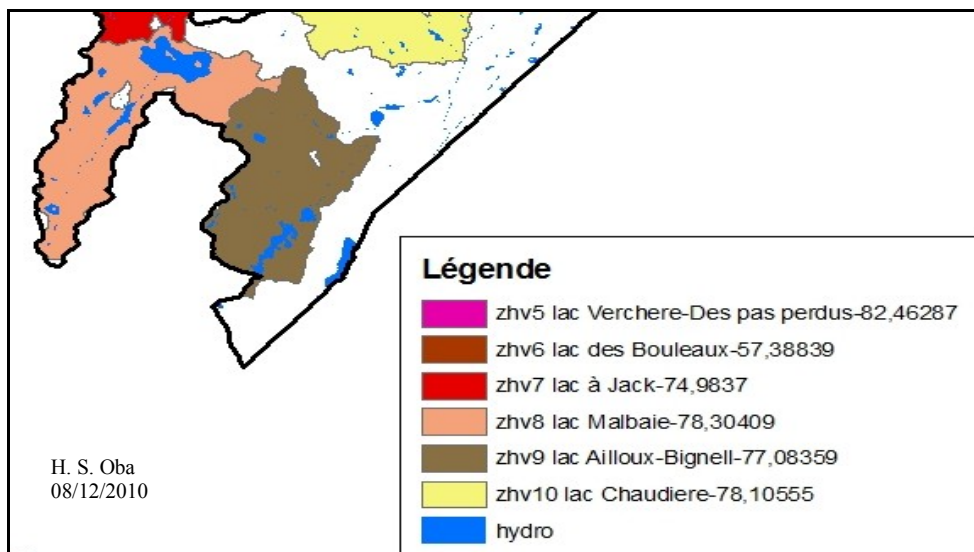 Légende
zhv5 lac Verchere-Des pas perdus-82,46287
zhv6 lac des Bouleaux-57,38839
zhv7 lac à Jack-74,9837
zhv8 lac Malbaie-78,30409
zhv9 lac Ailloux-Bignell-77,08359
zhv10 lac Chaudiere-78,10555
hydro
H. S. Oba
08/12/2010